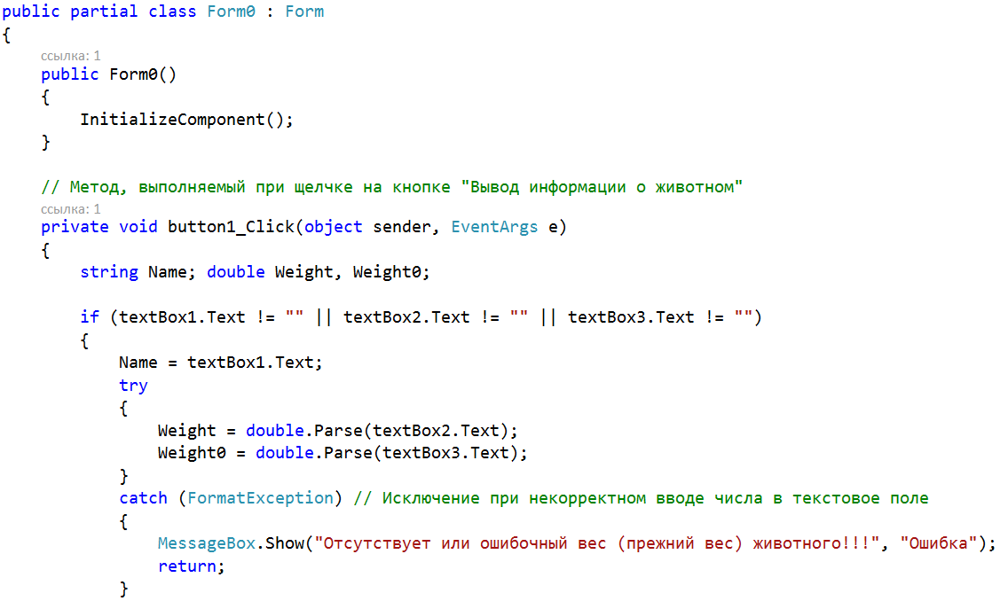 public partial class Form0 : Form
{
ссылка: 1
public Form0()
{
InitializeComponent();
}
// Метод, выполняемый при щелчке на кнопке "Вывод информации о животном"
ссылка: 1
private void button1_Click(object sender, EventArgs e)
{
string Name; double Weight, Weight0;
if (textBox1.Text != "" || textBox2.Text != "" || textBox3.Text != "")
{
Name = textBox1.Text;
try
{
Weight = double.Parse(textBox2.Text);
Weight0 = double.Parse(textBox3.Text);
}
catch (FormatException) // Исключение при некорректном вводе числа в текстовое поле
{
MessageBox.Show("Отсутствует или ошибочный вес (прежний вес) животного!!!", "Ошибка");
return;
}